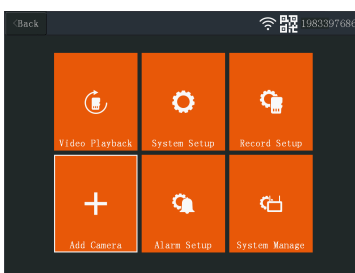 <Back 1983397686
Video Playback System Setup Record Setup
Add Camera Alarm Setup System Manage